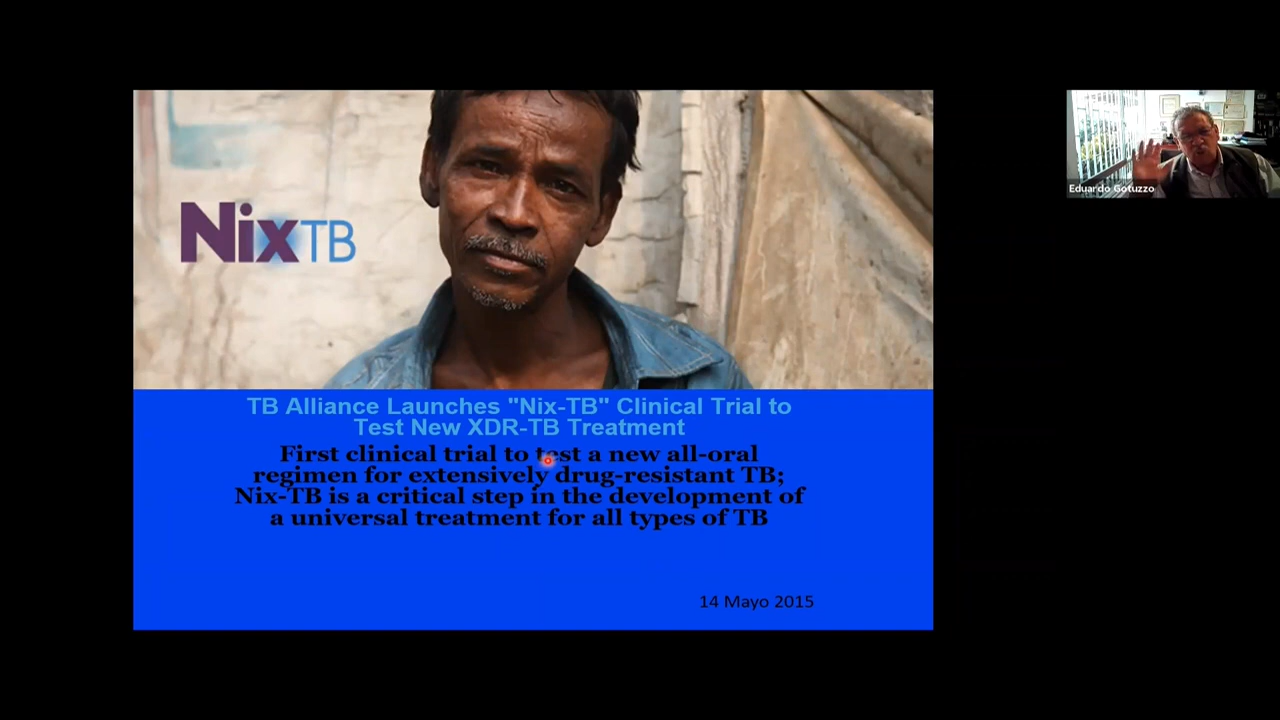 NixTB
Eduardo Gotuzzo
TB Alliance Launches "Nix-TB" Clinical Trial to
Test New XDR-TB Treatment
First clinical trial to test a new all-oral
regimen for extensively drug-resistant TB;
Nix-TB is a critical step in the development of
a universal treatment for all types of TB
14 Mayo 2015